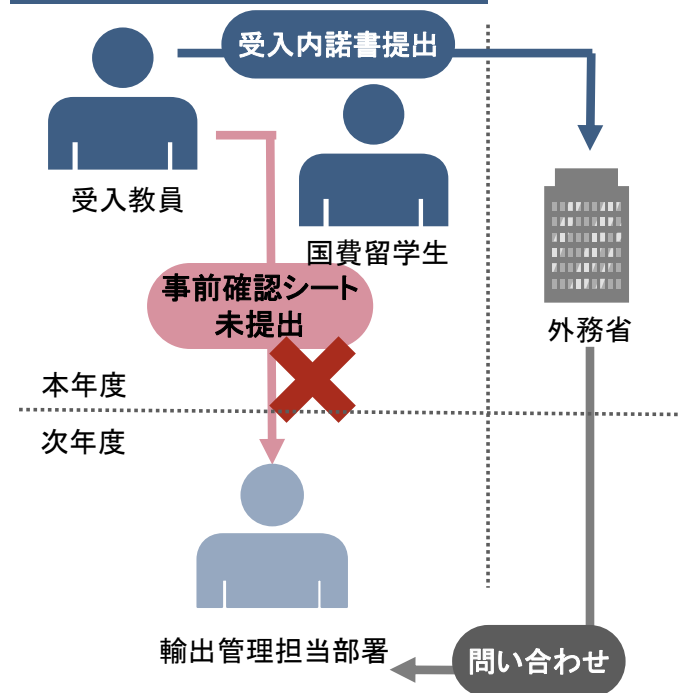 受入内諾書提出
受入教員
国費留学生
事前確認シート
未提出
外務省
本年度
次年度
輸出管理担当部署
問い合わせ